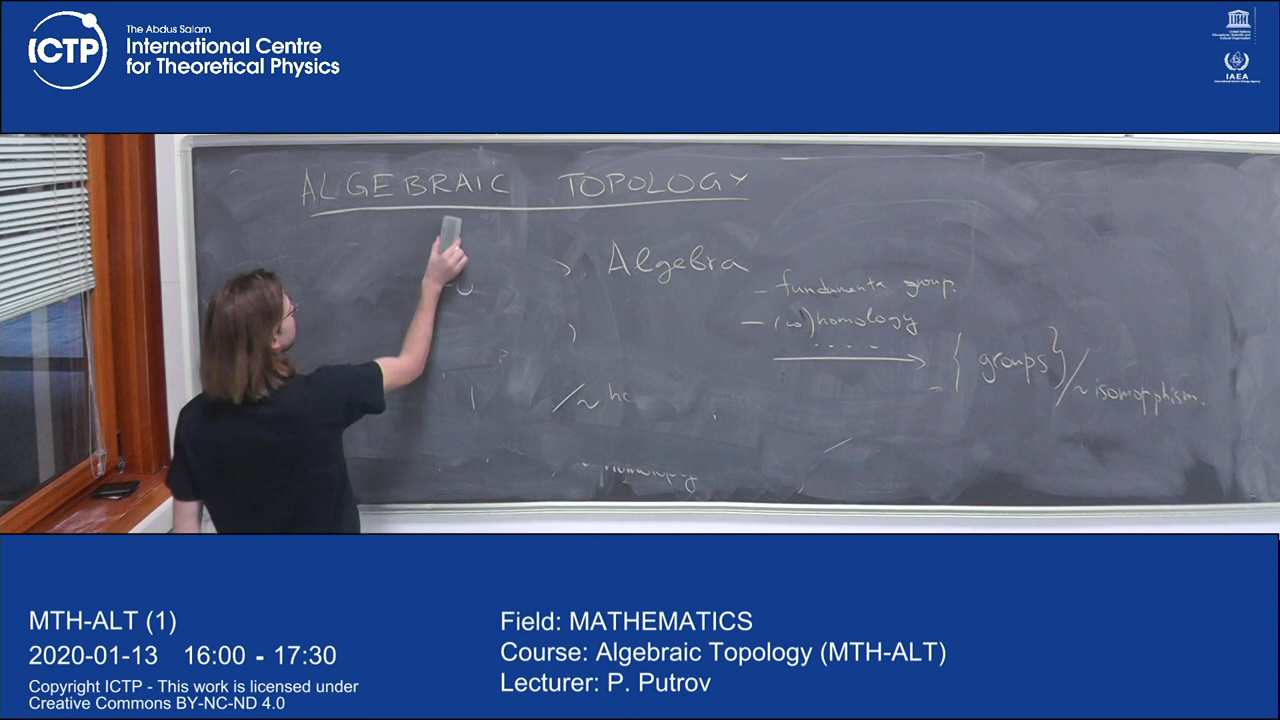 ICTP
The Abdus Salam
International Centre
for Theoretical Physics
IAEA
ALGEBRAIC TOPOLOGY
Algebra
- fundamenta group.
- (co)homology
{ groups } / ~ isomorphism.
/ ~ ho
MTH-ALT (1)
2020-01-13 16:00 - 17:30
Copyright ICTP - This work is licensed under
Creative Commons BY-NC-ND 4.0
Field: MATHEMATICS
Course: Algebraic Topology (MTH-ALT)
Lecturer: P. Putrov